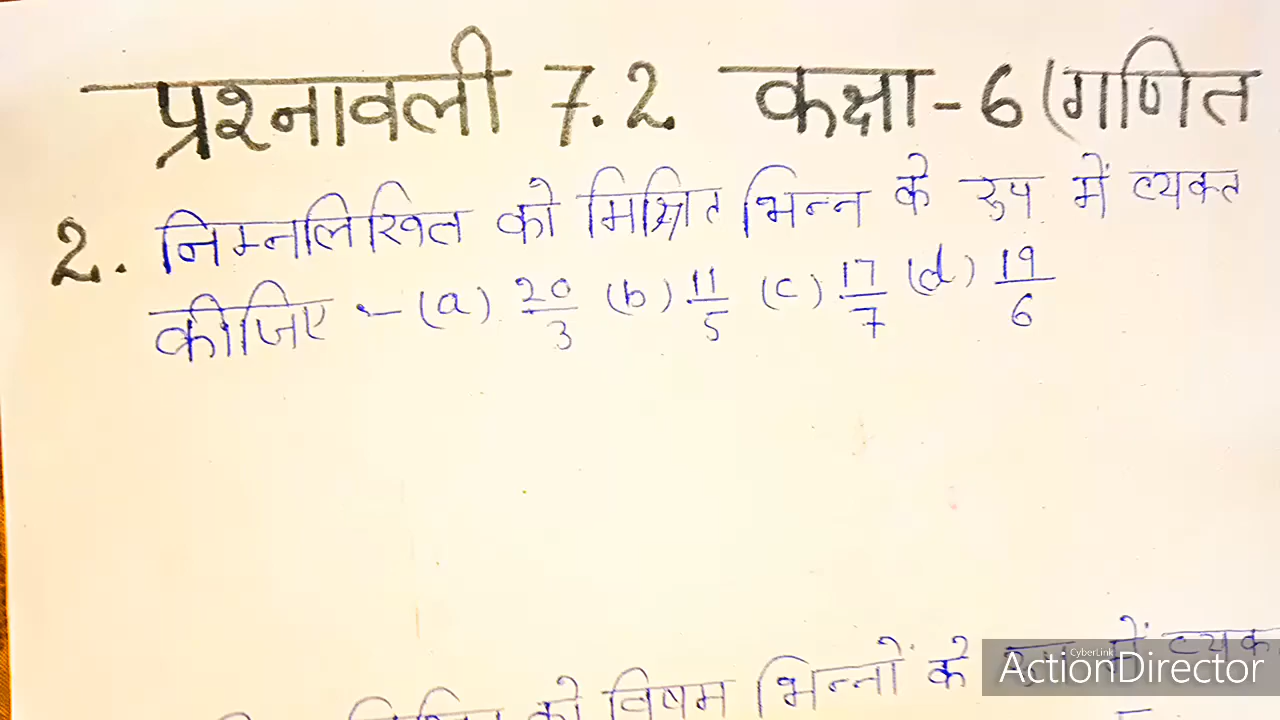 प्रश्नावली 7.2. कक्षा-6 (गणित
2. निम्नलिखित को मिश्रित भिन्न के रुप में व्यक्त
कीजिए :- (a) 20/3 (b) 11/5 (c) 17/7 (d) 19/6
को विषम भिन्नों के में
CyberLink
ActionDirector